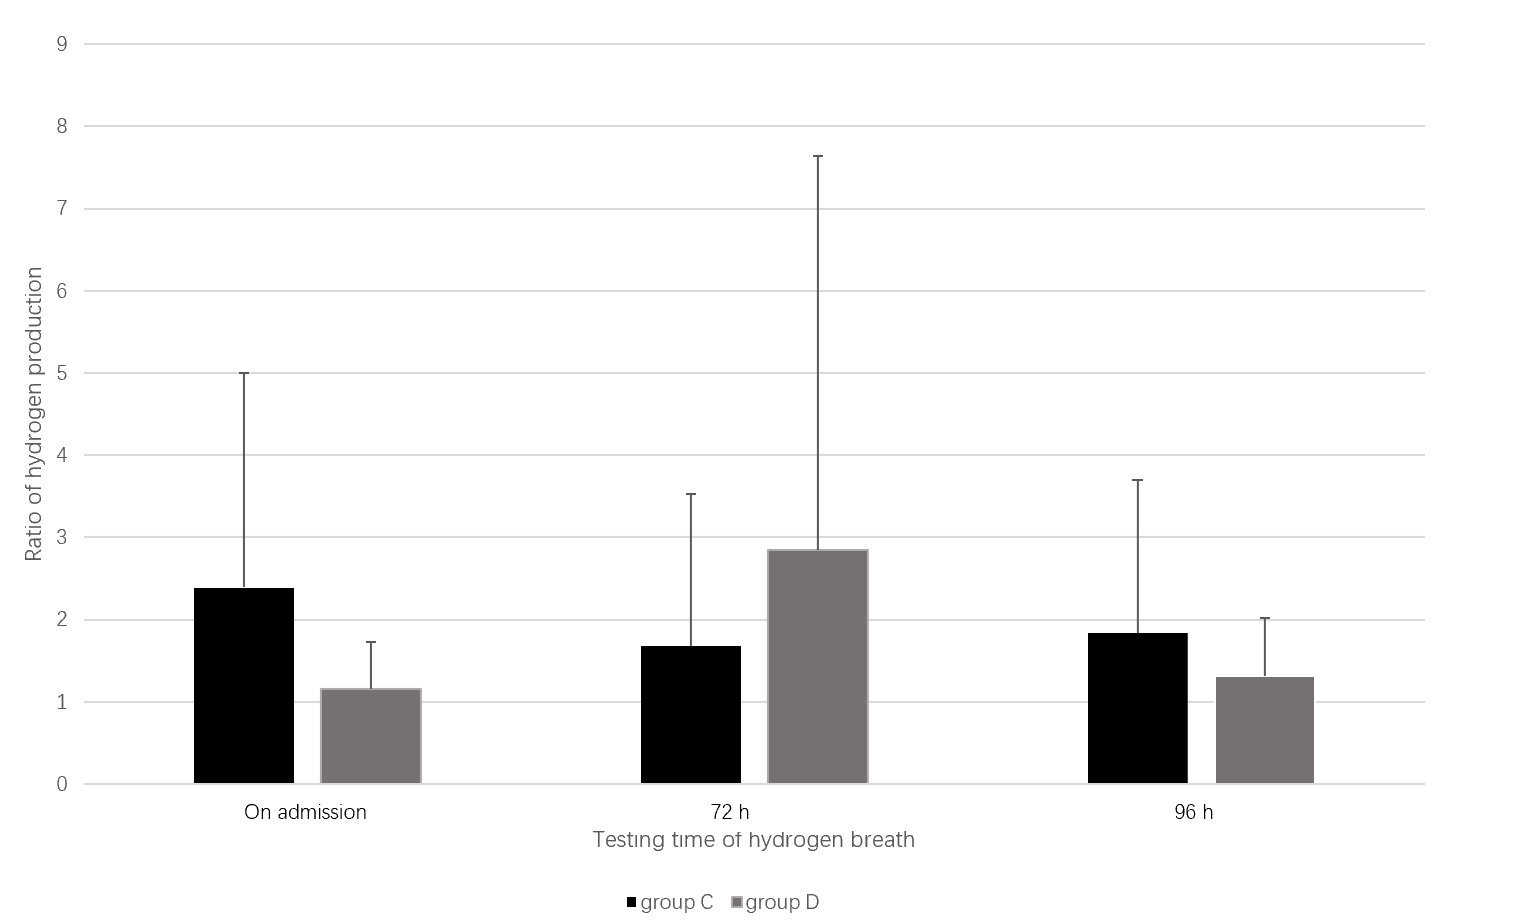 9
8
7
6
5
4
3
2
1
0
Ratio of hydrogen production
On admission 72 h 96 h
Testing time of hydrogen breath
group C group D